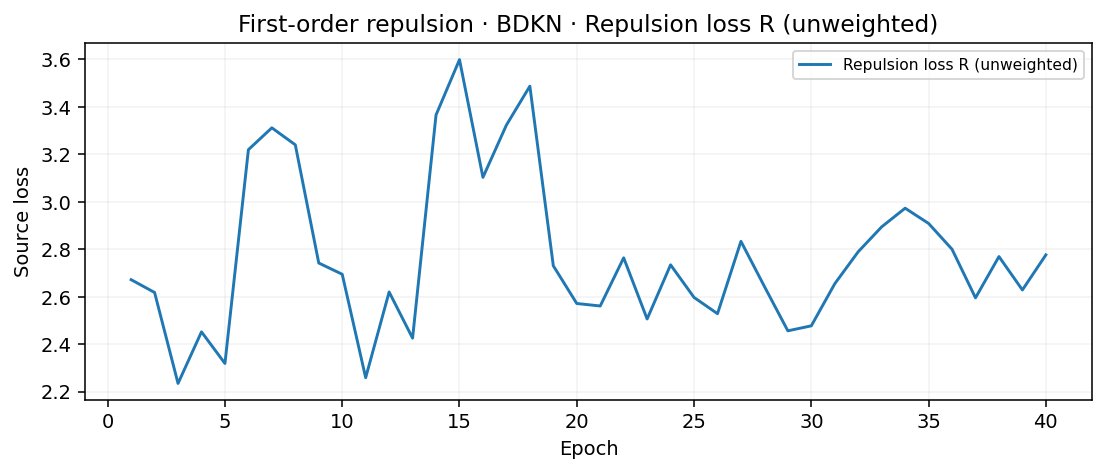 First-order repulsion · BDKN · Repulsion loss R (unweighted)
Repulsion loss R (unweighted)
Source loss
3.6
3.4
3.2
3.0
2.8
2.6
2.4
2.2
0 5 10 15 20 25 30 35 40
Epoch